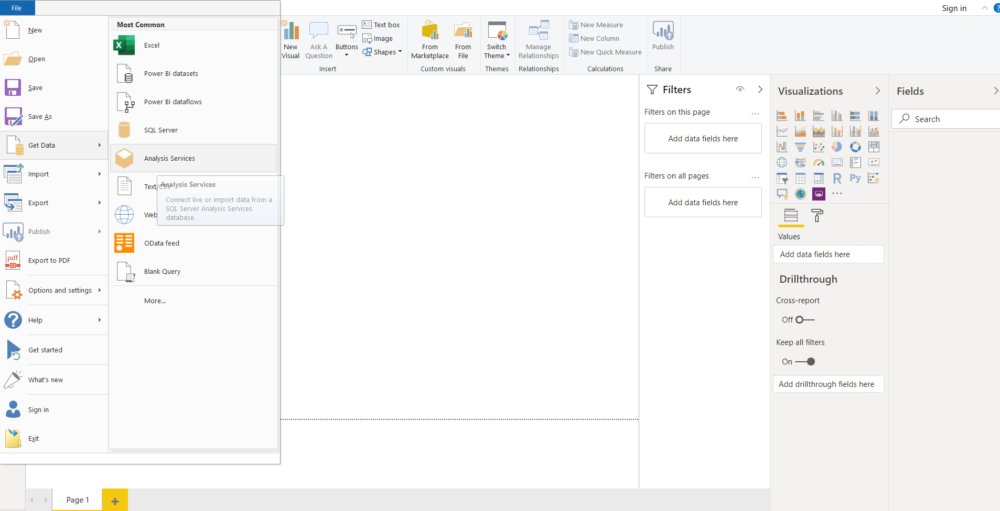 File
Sign in
New
Open
Save
Save As
Get Data
Import
Export
Publish
pdf
Export to PDF
Options and settings
Help
Get started
What's new
Sign in
Exit
Most Common
Excel
Power BI datasets
Power BI dataflows
SQL Server
Analysis Services
Text/CSV
Web
OData feed
Blank Query
More...
Analysis Services
Connect live or import data from a
SQL Server Analysis Services
database.
New
Visual
Ask A
Question
Buttons
Text box
Image
Shapes
Insert
From
Marketplace
From
File
Custom visuals
Switch
Theme
Themes
Manage
Relationships
Relationships
New Measure
New Column
New Quick Measure
Calculations
Publish
Share
Filters
Filters on this page
...
Add data fields here
Filters on all pages
...
Add data fields here
Visualizations
123
R
Py
...
Values
Add data fields here
Drillthrough
Cross-report
Off
Keep all filters
On
Add drillthrough fields here
Fields
Search
Page 1
+